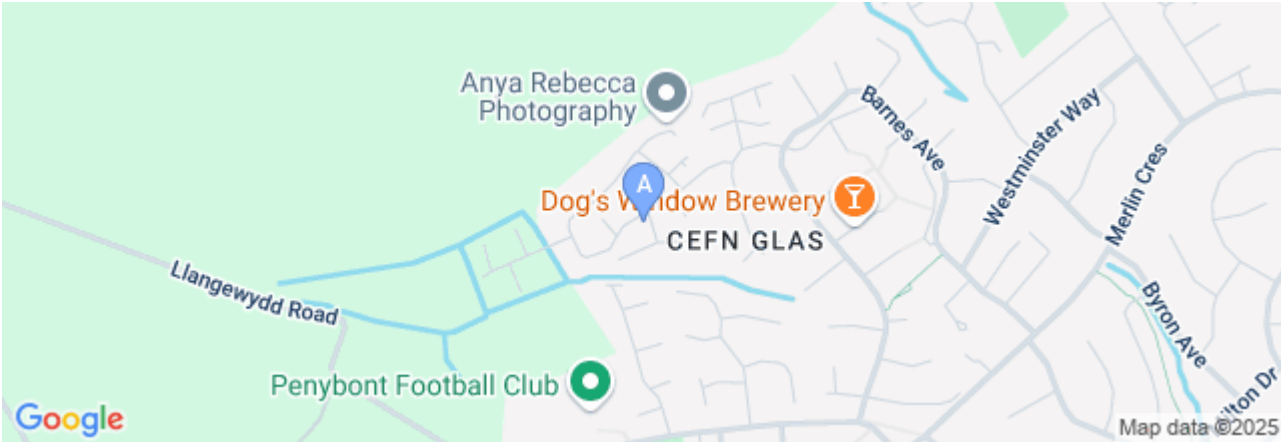 Anya Rebecca
Photography
Barnes Ave
Westminster Way
A
Dog's Window Brewery
Merlin Cres
CEFN GLAS
Llangewydd Road
Byron Ave
Penybont Football Club
Google
Map data ©2025